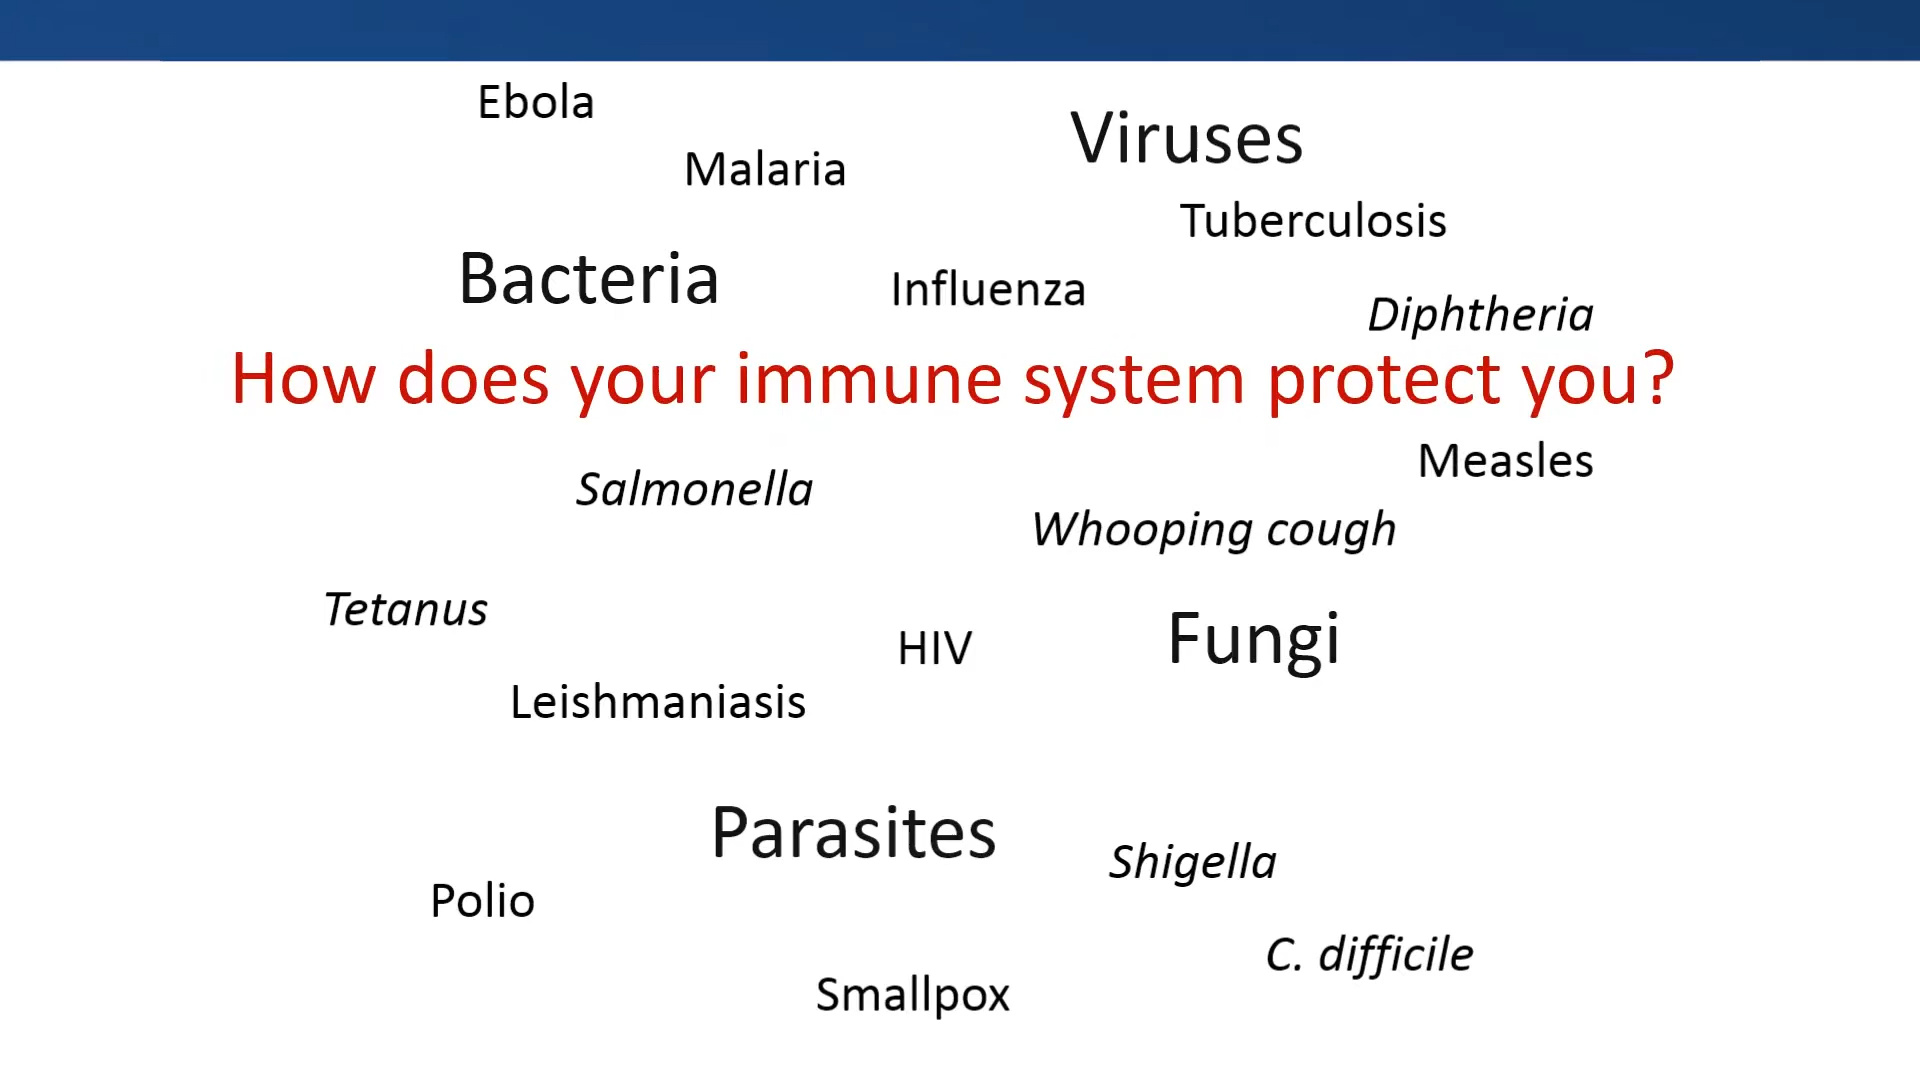 Ebola
Viruses
Malaria
Tuberculosis
Bacteria
Influenza
Diphtheria
How does your immune system protect you?
Measles
Salmonella
Whooping cough
Tetanus
HIV
Fungi
Leishmaniasis
Parasites
Shigella
Polio
C. difficile
Smallpox